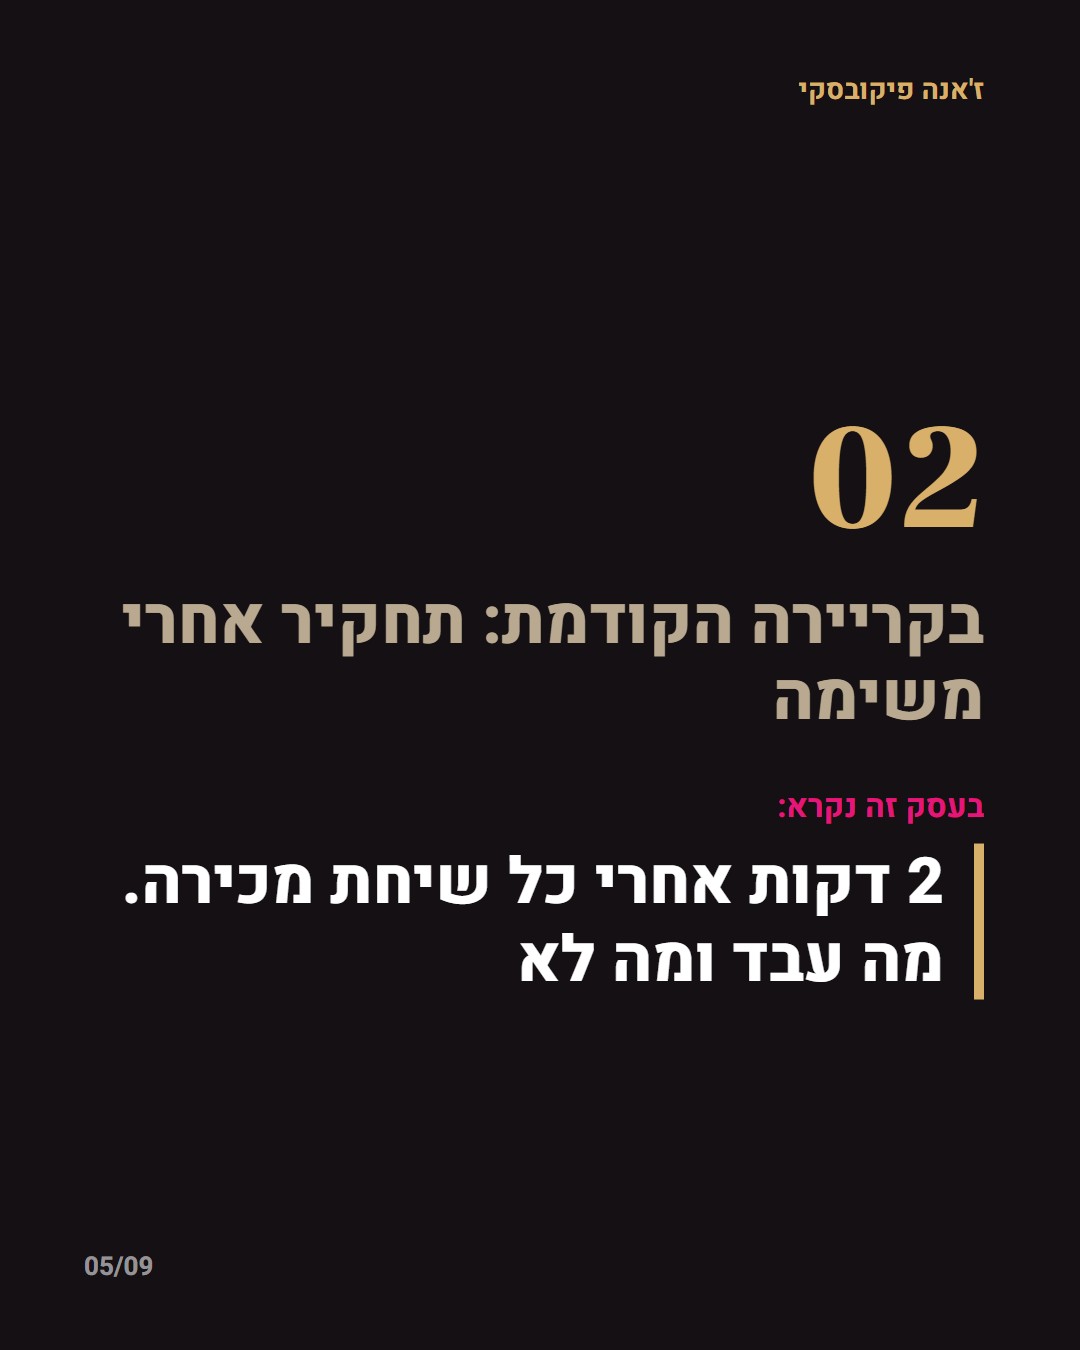 ז'אנה פיקובסקי
02
בקריירה הקודמת: תחקיר אחרי
משימה
בעסק זה נקרא:
2 דקות אחרי כל שיחת מכירה.
מה עבד ומה לא
05/09